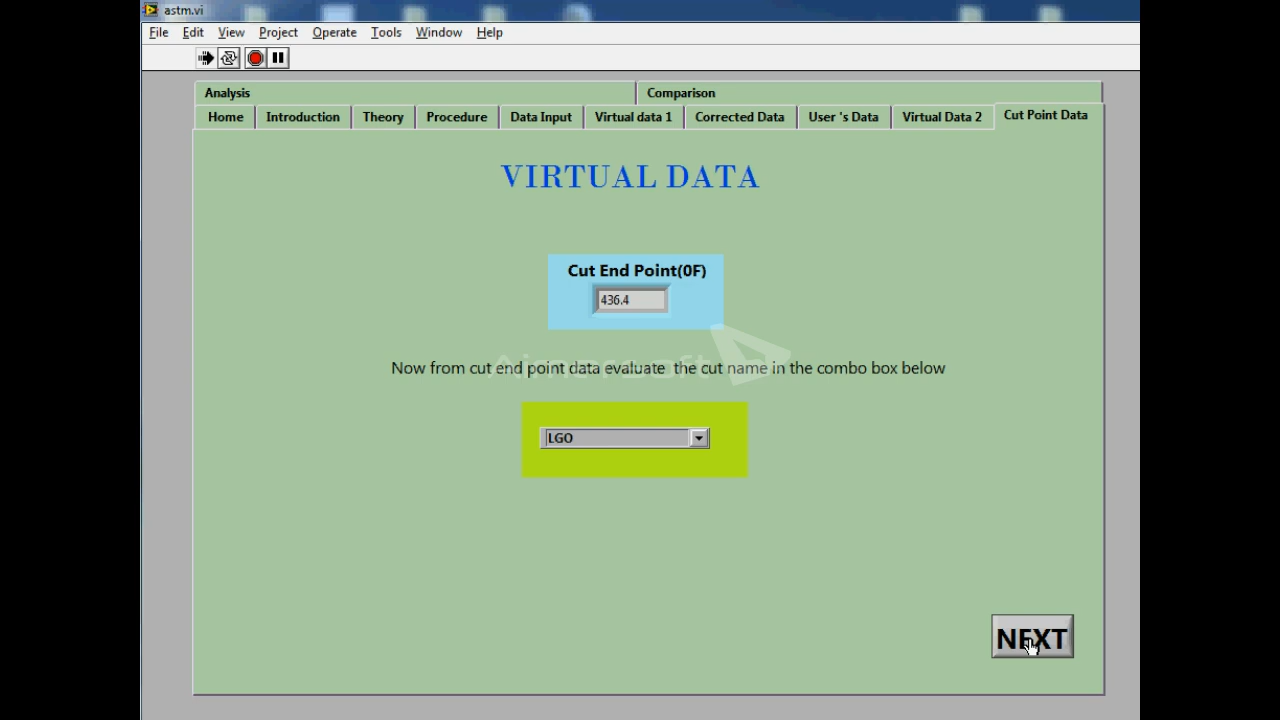 astm.vi
File Edit View Project Operate Tools Window Help
Analysis Comparison
Home Introduction Theory Procedure Data Input Virtual data 1 Corrected Data User 's Data Virtual Data 2 Cut Point Data
VIRTUAL DATA
Cut End Point(0F)
436.4
Aimersoft
Now from cut end point data evaluate the cut name in the combo box below
LGO
NEXT